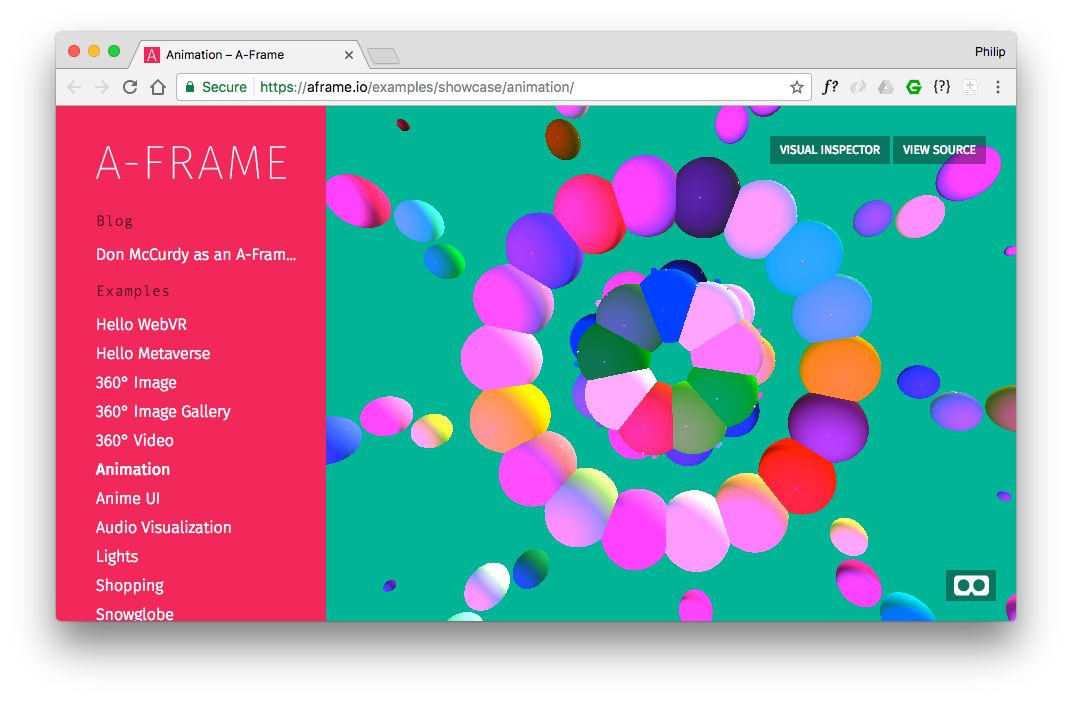 Animation – A-Frame
Philip
Secure https://aframe.io/examples/showcase/animation/
f? {?}
A-FRAME
Blog
Don McCurdy as an A-Fram...
Examples
Hello WebVR
Hello Metaverse
360° Image
360° Image Gallery
360° Video
Animation
Anime UI
Audio Visualization
Lights
Shopping
Snowglobe
VISUAL INSPECTOR
VIEW SOURCE